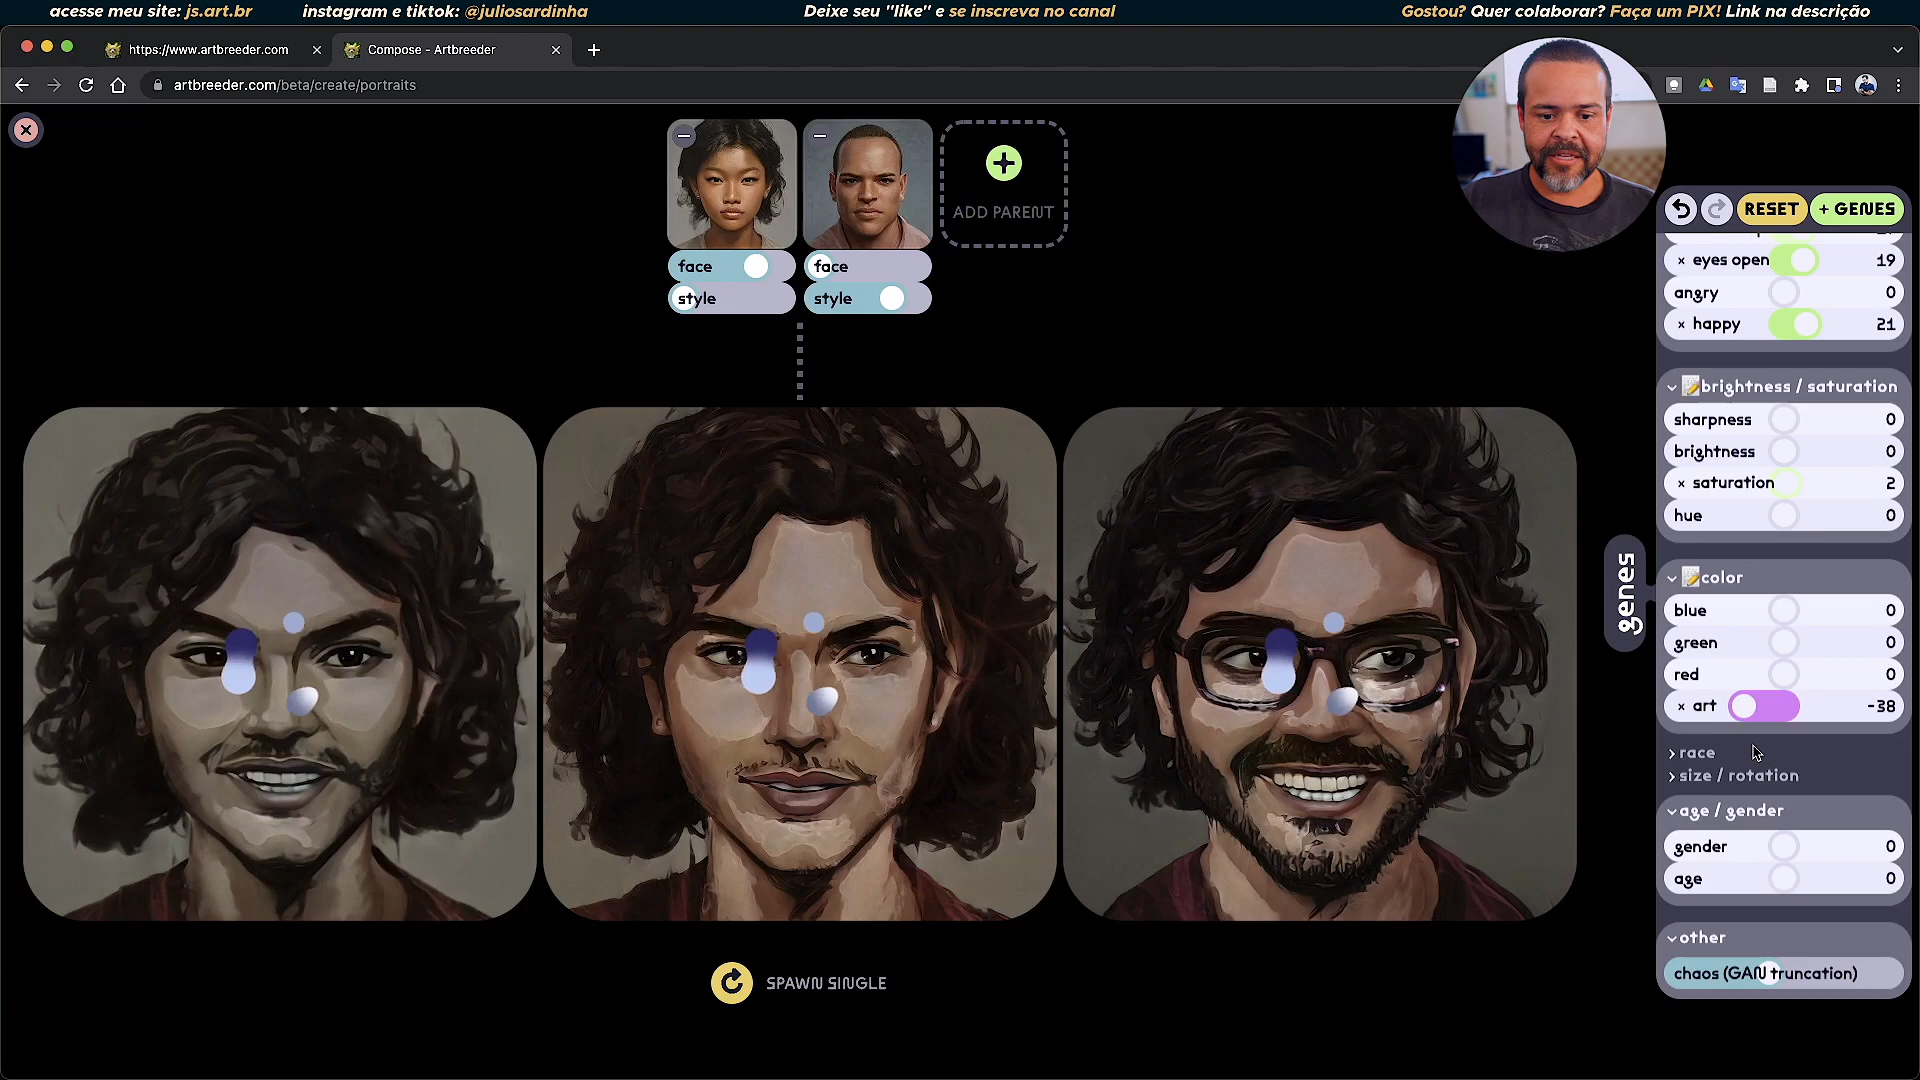 acesse meu site: js.art.br
instagram e tiktok: @juliosardinha
Deixe seu "like" e se inscreva no canal
Gostou? Quer colaborar? Faça um PIX! Link na descrição
https://www.artbreeder.com
Compose - Artbreeder
artbreeder.com/beta/create/portraits
ADD PARENT
face
style
face
style
RESET
+ GENES
× eyes open 19
angry 0
× happy 21
brightness / saturation
sharpness 0
brightness 0
× saturation 2
hue 0
color
blue 0
green 0
red 0
× art -38
race
size / rotation
age / gender
gender 0
age 0
other
chaos (GAN truncation)
genes
SPAWN SINGLE